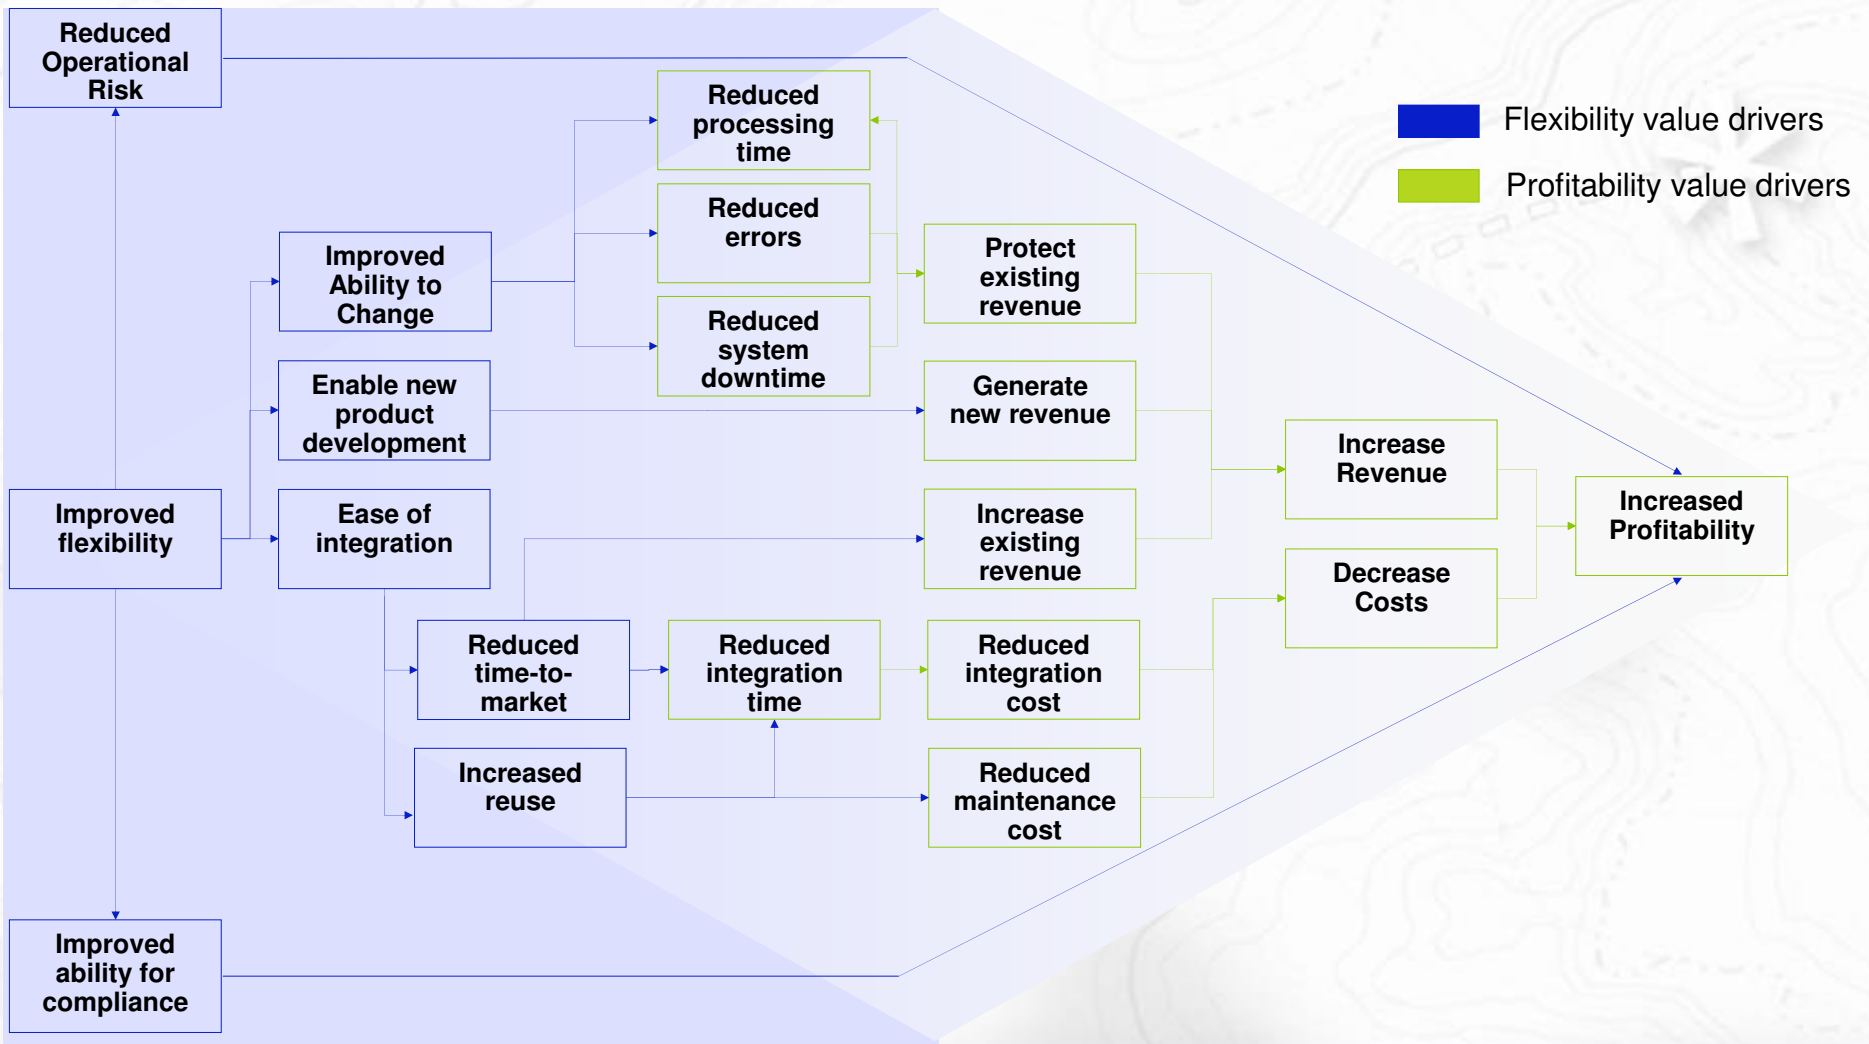 Reduced
Operational
Risk
Reduced
processing
time
Flexibility value drivers
Profitability value drivers
Reduced
errors
Improved
Ability to
Change
Protect
existing
revenue
Reduced
system
downtime
Enable new
product
development
Generate
new revenue
Increase
Revenue
Improved
flexibility
Ease of
integration
Increase
existing
revenue
Increased
Profitability
Decrease
Costs
Reduced
time-to-
market
Reduced
integration
time
Reduced
integration
cost
Increased
reuse
Reduced
maintenance
cost
Improved
ability for
compliance